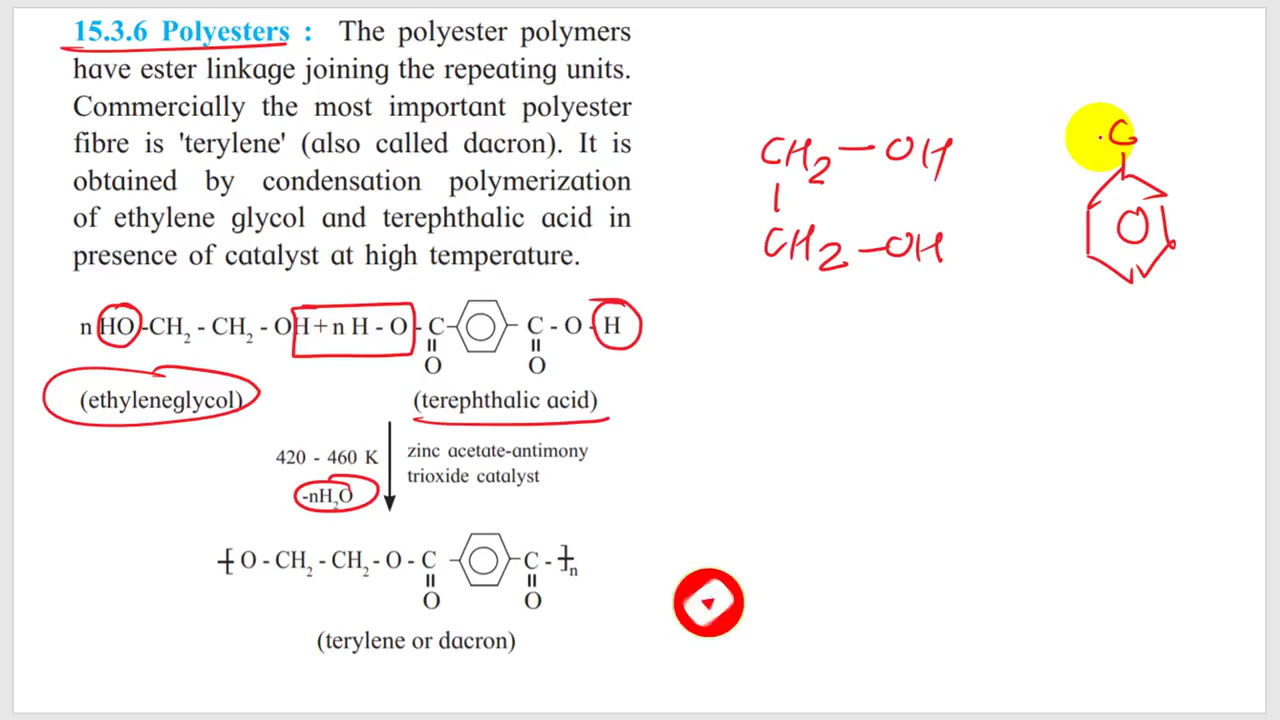 15.3.6 Polyesters : The polyester polymers
have ester linkage joining the repeating units.
Commercially the most important polyester
fibre is 'terylene' (also called dacron). It is
obtained by condensation polymerization
of ethylene glycol and terephthalic acid in
presence of catalyst at high temperature.
n HO-CH₂ - CH₂ - OH + n H - O - C - C - O - H
O O
(ethyleneglycol) (terephthalic acid)
420 - 460 K zinc acetate-antimony
-nH₂O trioxide catalyst
[ O - CH₂ - CH₂ - O - C - C - ]n
O O
(terylene or dacron)
CH₂ - OH
CH₂ - OH
C